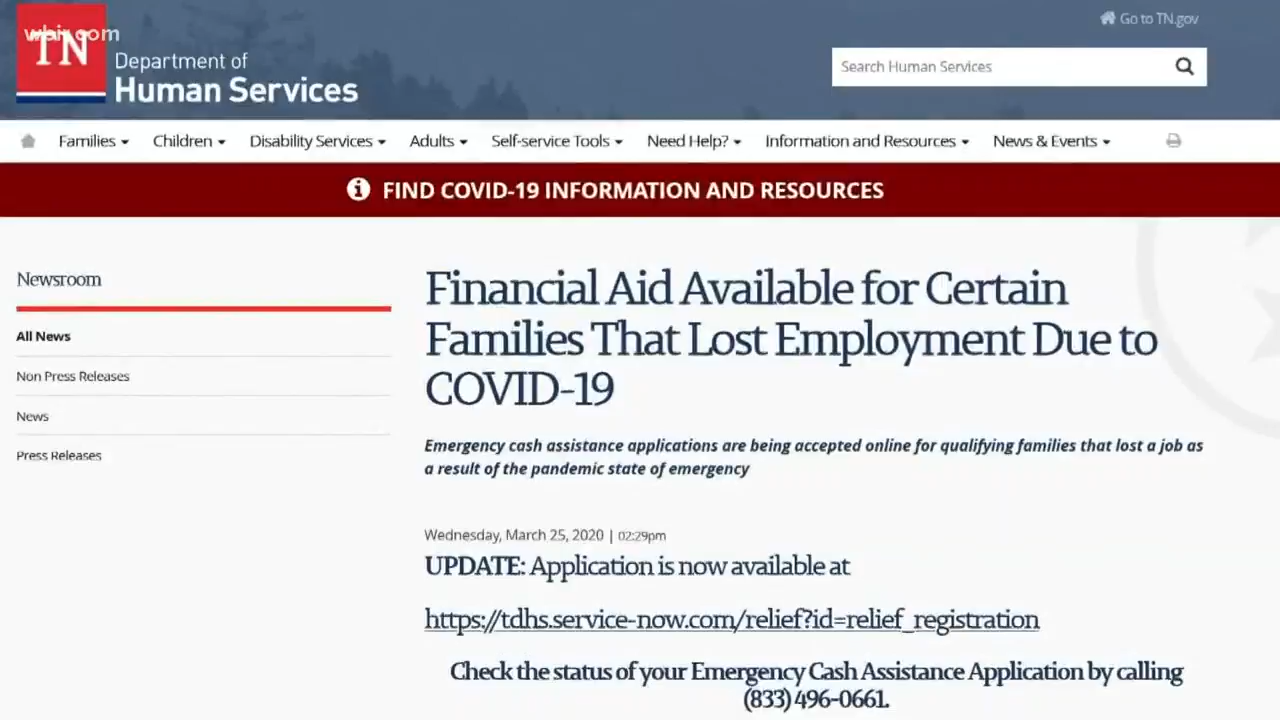 wbir.com
TN
Department of
Human Services
Go to TN.gov
Search Human Services
Families
Children
Disability Services
Adults
Self-service Tools
Need Help?
Information and Resources
News & Events
FIND COVID-19 INFORMATION AND RESOURCES
Newsroom
All News
Non Press Releases
News
Press Releases
Financial Aid Available for Certain
Families That Lost Employment Due to
COVID-19
Emergency cash assistance applications are being accepted online for qualifying families that lost a job as
a result of the pandemic state of emergency
Wednesday, March 25, 2020 | 02:29pm
UPDATE: Application is now available at
https://tdhs.service-now.com/relief?id=relief_registration
Check the status of your Emergency Cash Assistance Application by calling
(833) 496-0661.